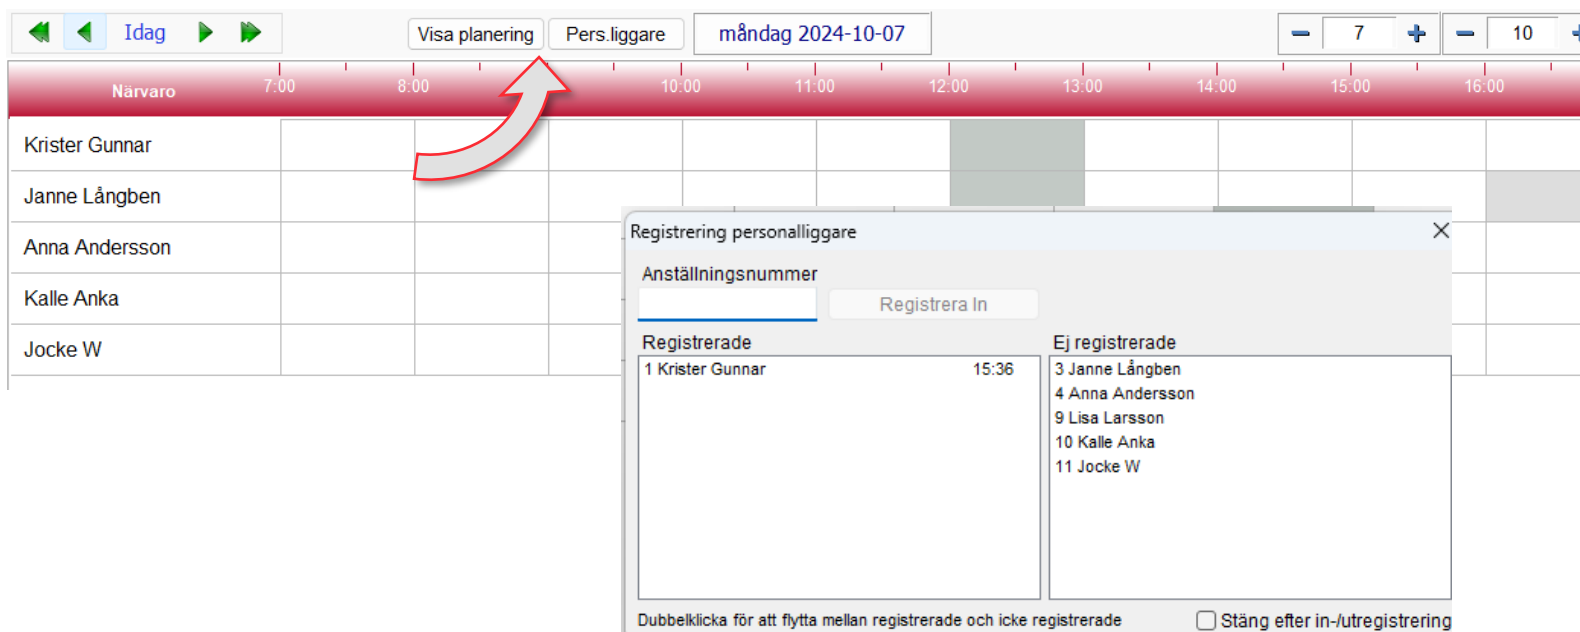 Idag Visa planering Pers.liggare måndag 2024-10-07 7 10
Närvaro 7:00 8:00 10:00 11:00 12:00 13:00 14:00 15:00 16:00
Krister Gunnar
Janne Långben
Anna Andersson
Kalle Anka
Jocke W
Registrering personalliggare
Anställningsnummer
Registrera In
Registrerade
1 Krister Gunnar 15:36
Ej registrerade
3 Janne Långben
4 Anna Andersson
9 Lisa Larsson
10 Kalle Anka
11 Jocke W
Dubbelklicka för att flytta mellan registrerade och icke registrerade
Stäng efter in-/utregistrering